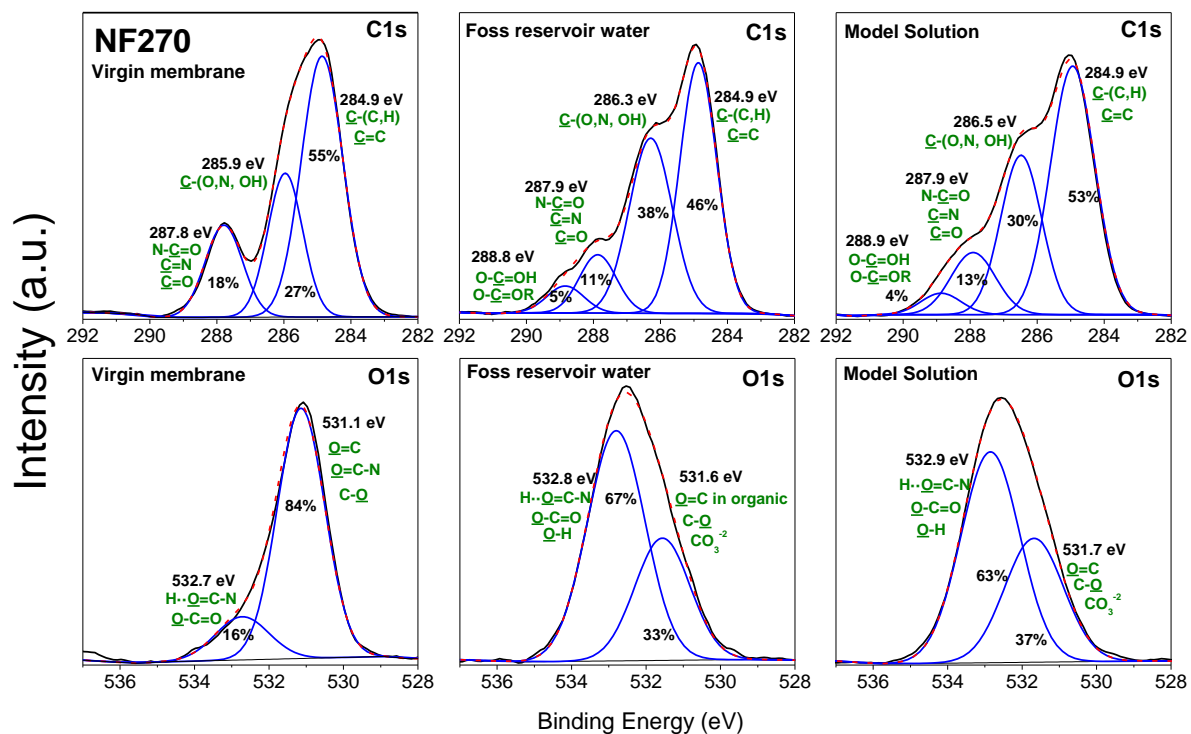 Intensity (a.u.)
NF270
Virgin membrane
C1s
284.9 eV
C-(C,H)
C=C
55%
285.9 eV
C-(O,N, OH)
287.8 eV
N-C=O
C=N
C=O
18%
27%
292 290 288 286 284 282
Foss reservoir water
C1s
286.3 eV
C-(O,N, OH)
284.9 eV
C-(C,H)
C=C
287.9 eV
N-C=O
C=N
C=O
38%
46%
288.8 eV
O-C=OH
O-C=OR
11%
5%
292 290 288 286 284 282
Model Solution
C1s
284.9 eV
C-(C,H)
C=C
286.5 eV
C-(O,N, OH)
287.9 eV
N-C=O
C=N
C=O
53%
30%
288.9 eV
O-C=OH
O-C=OR
13%
4%
292 290 288 286 284 282
Virgin membrane
O1s
531.1 eV
O=C
O=C-N
C-O
84%
532.7 eV
H··O=C-N
O-C=O
16%
536 534 532 530 528
Foss reservoir water
O1s
532.8 eV
H··O=C-N
O-C=O
O-H
67%
531.6 eV
O=C in organic
C-O
CO3-2
33%
536 534 532 530 528
Model Solution
O1s
532.9 eV
H··O=C-N
O-C=O
O-H
63%
531.7 eV
O=C
C-O
CO3-2
37%
536 534 532 530 528
Binding Energy (eV)